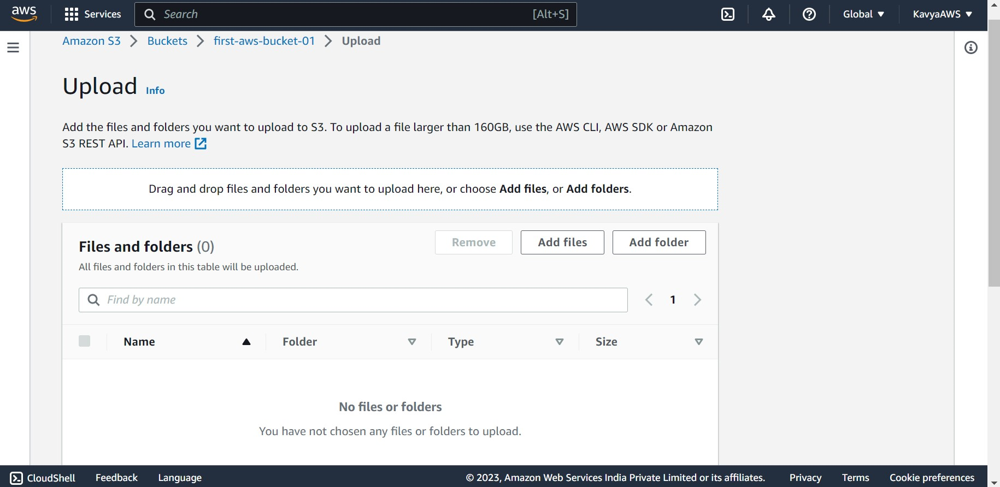 aws Services Search [Alt+S] Global KavyaAWS
Amazon S3 Buckets first-aws-bucket-01 Upload
Upload Info
Add the files and folders you want to upload to S3. To upload a file larger than 160GB, use the AWS CLI, AWS SDK or Amazon
S3 REST API. Learn more
Drag and drop files and folders you want to upload here, or choose Add files, or Add folders.
Files and folders (0) Remove Add files Add folder
All files and folders in this table will be uploaded.
Find by name 1
Name Folder Type Size
No files or folders
You have not chosen any files or folders to upload.
CloudShell Feedback Language © 2023, Amazon Web Services India Private Limited or its affiliates. Privacy Terms Cookie preferences